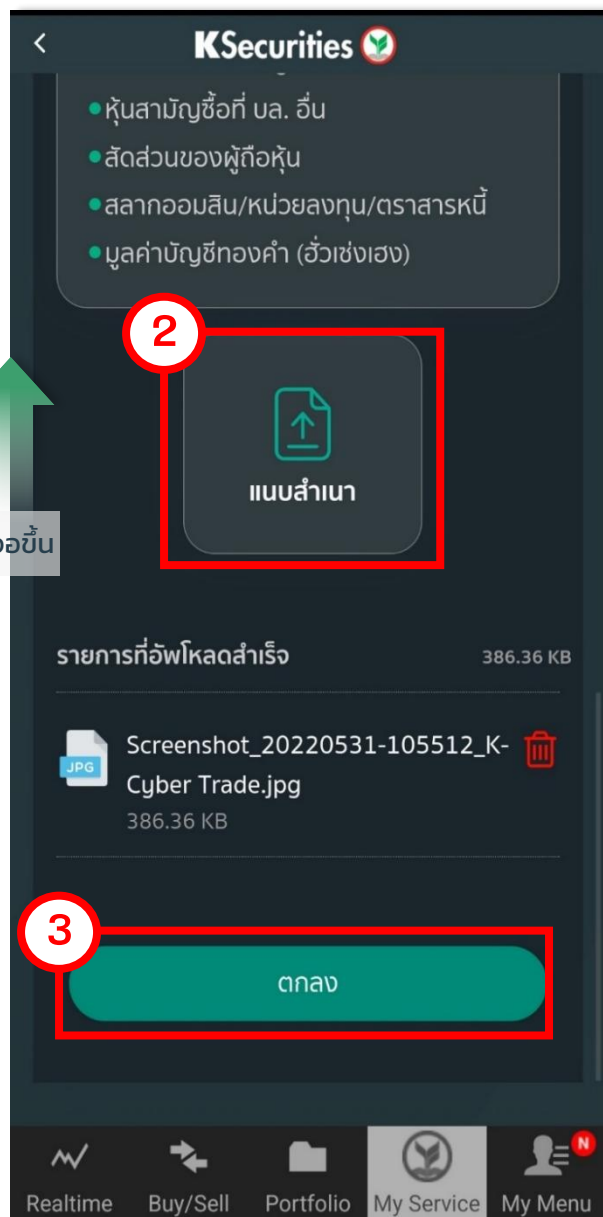 KSecurities
หุ้นสามัญซื้อที่ บล. อื่น
สัดส่วนของผู้ถือหุ้น
สลากออมสิน/หน่วยลงทุน/ตราสารหนี้
มูลค่าบัญชีทองคำ (ฮั่วเซ่งเฮง)
2
แนบสำเนา
อขึ้น
รายการที่อัพโหลดสำเร็จ 386.36 KB
JPG
Screenshot_20220531-105512_K-
Cyber Trade.jpg
386.36 KB
3
ตกลง
N
Realtime Buy/Sell Portfolio My Service My Menu